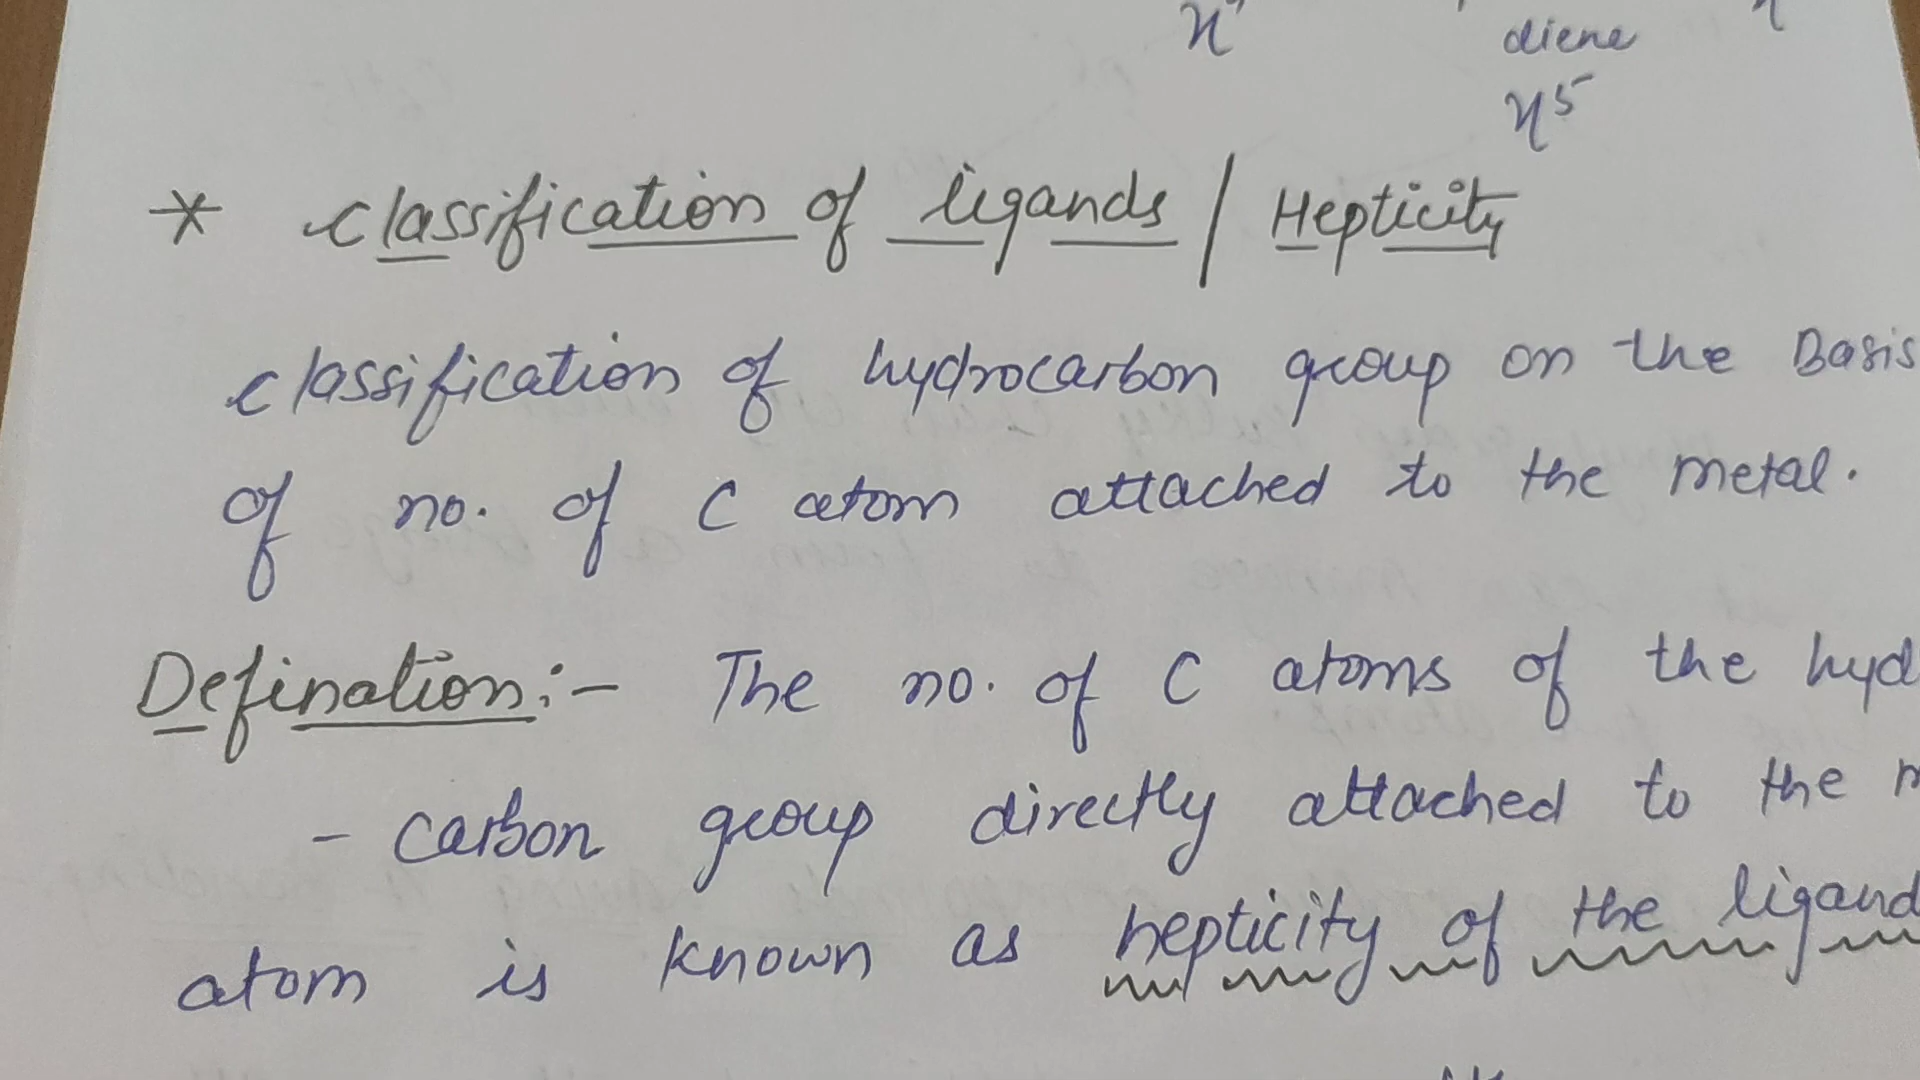 diene
η5
* Classification of ligands / Hepticity
classification of hydrocarbon group on the Basis
of no. of C atom attached to the metal.
Defination:- The no. of C atoms of the hyd
- carbon group directly attached to the m
atom is known as hepticity of the ligand